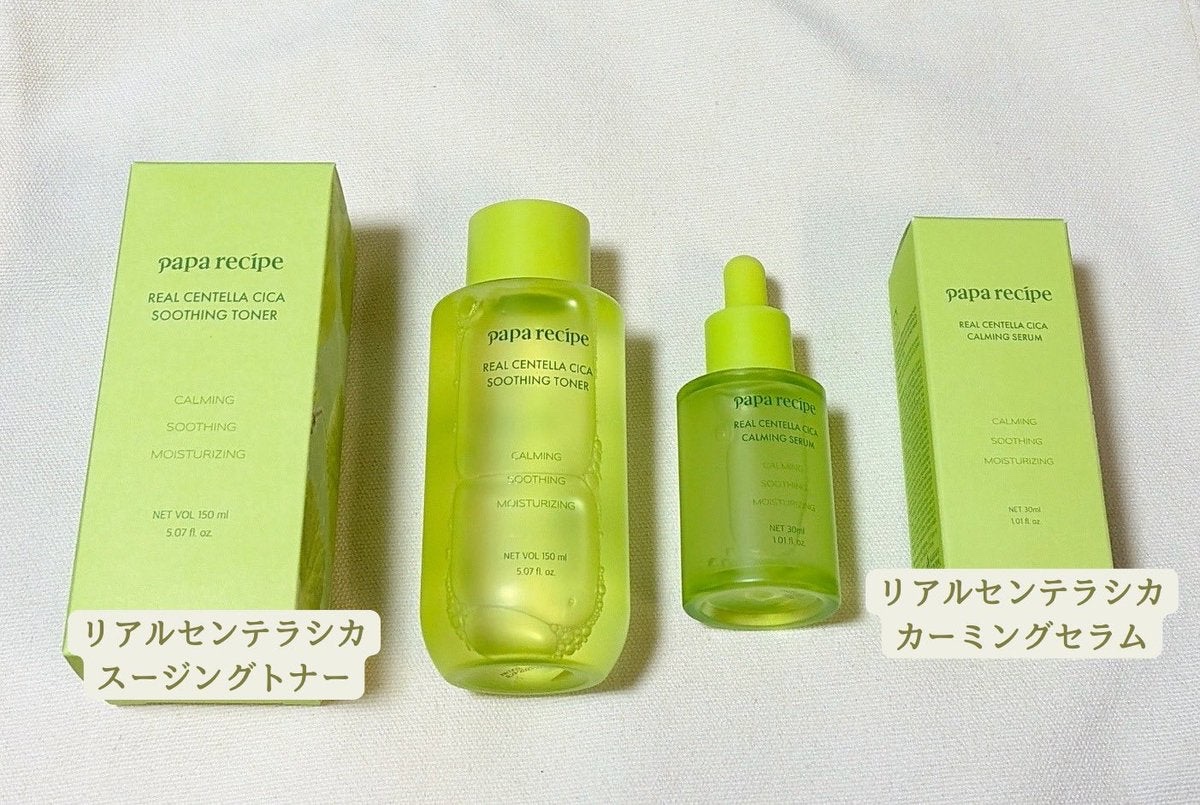 papa recipe
REAL CENTELLA CICA
SOOTHING TONER
CALMING
SOOTHING
MOISTURIZING
NET VOL 150 ml
5.07 fl. oz.
リアルセンテラシカ
スージングトナー
papa recipe
REAL CENTELLA CICA
SOOTHING TONER
CALMING
SOOTHING
MOISTURIZING
NET VOL 150 ml
5.07 fl. oz.
papa recipe
REAL CENTELLA CICA
CALMING SERUM
CALMING
SOOTHING
MOISTURIZING
NET 30ml
1.01 fl. oz.
papa recipe
REAL CENTELLA CICA
CALMING SERUM
CALMING
SOOTHING
MOISTURIZING
NET 30ml
1.01 fl. oz.
リアルセンテラシカ
カーミングセラム